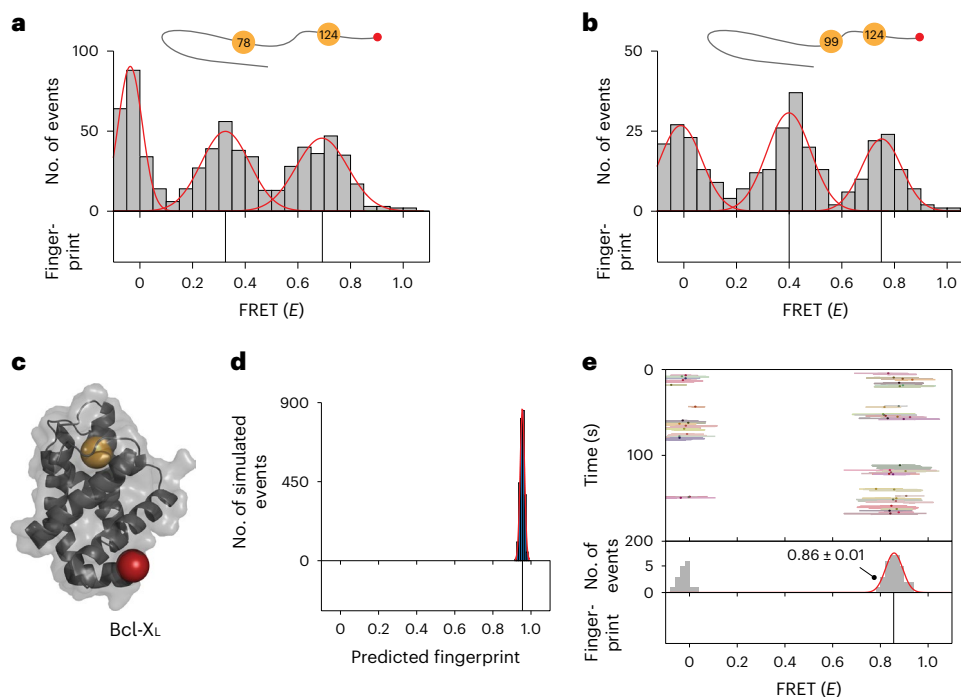 a
78
124
100
50
0
No. of events
Finger-
print
0
0.2
0.4
0.6
0.8
1.0
FRET (E)
b
99
124
50
25
0
No. of events
Finger-
print
0
0.2
0.4
0.6
0.8
1.0
FRET (E)
c
Bcl-XL
d
900
450
0
No. of simulated
events
0
0.2
0.4
0.6
0.8
1.0
Predicted fingerprint
e
0
100
200
Time (s)
0.86 ± 0.01
5
0
No. of
events
Finger-
print
0
0.2
0.4
0.6
0.8
1.0
FRET (E)